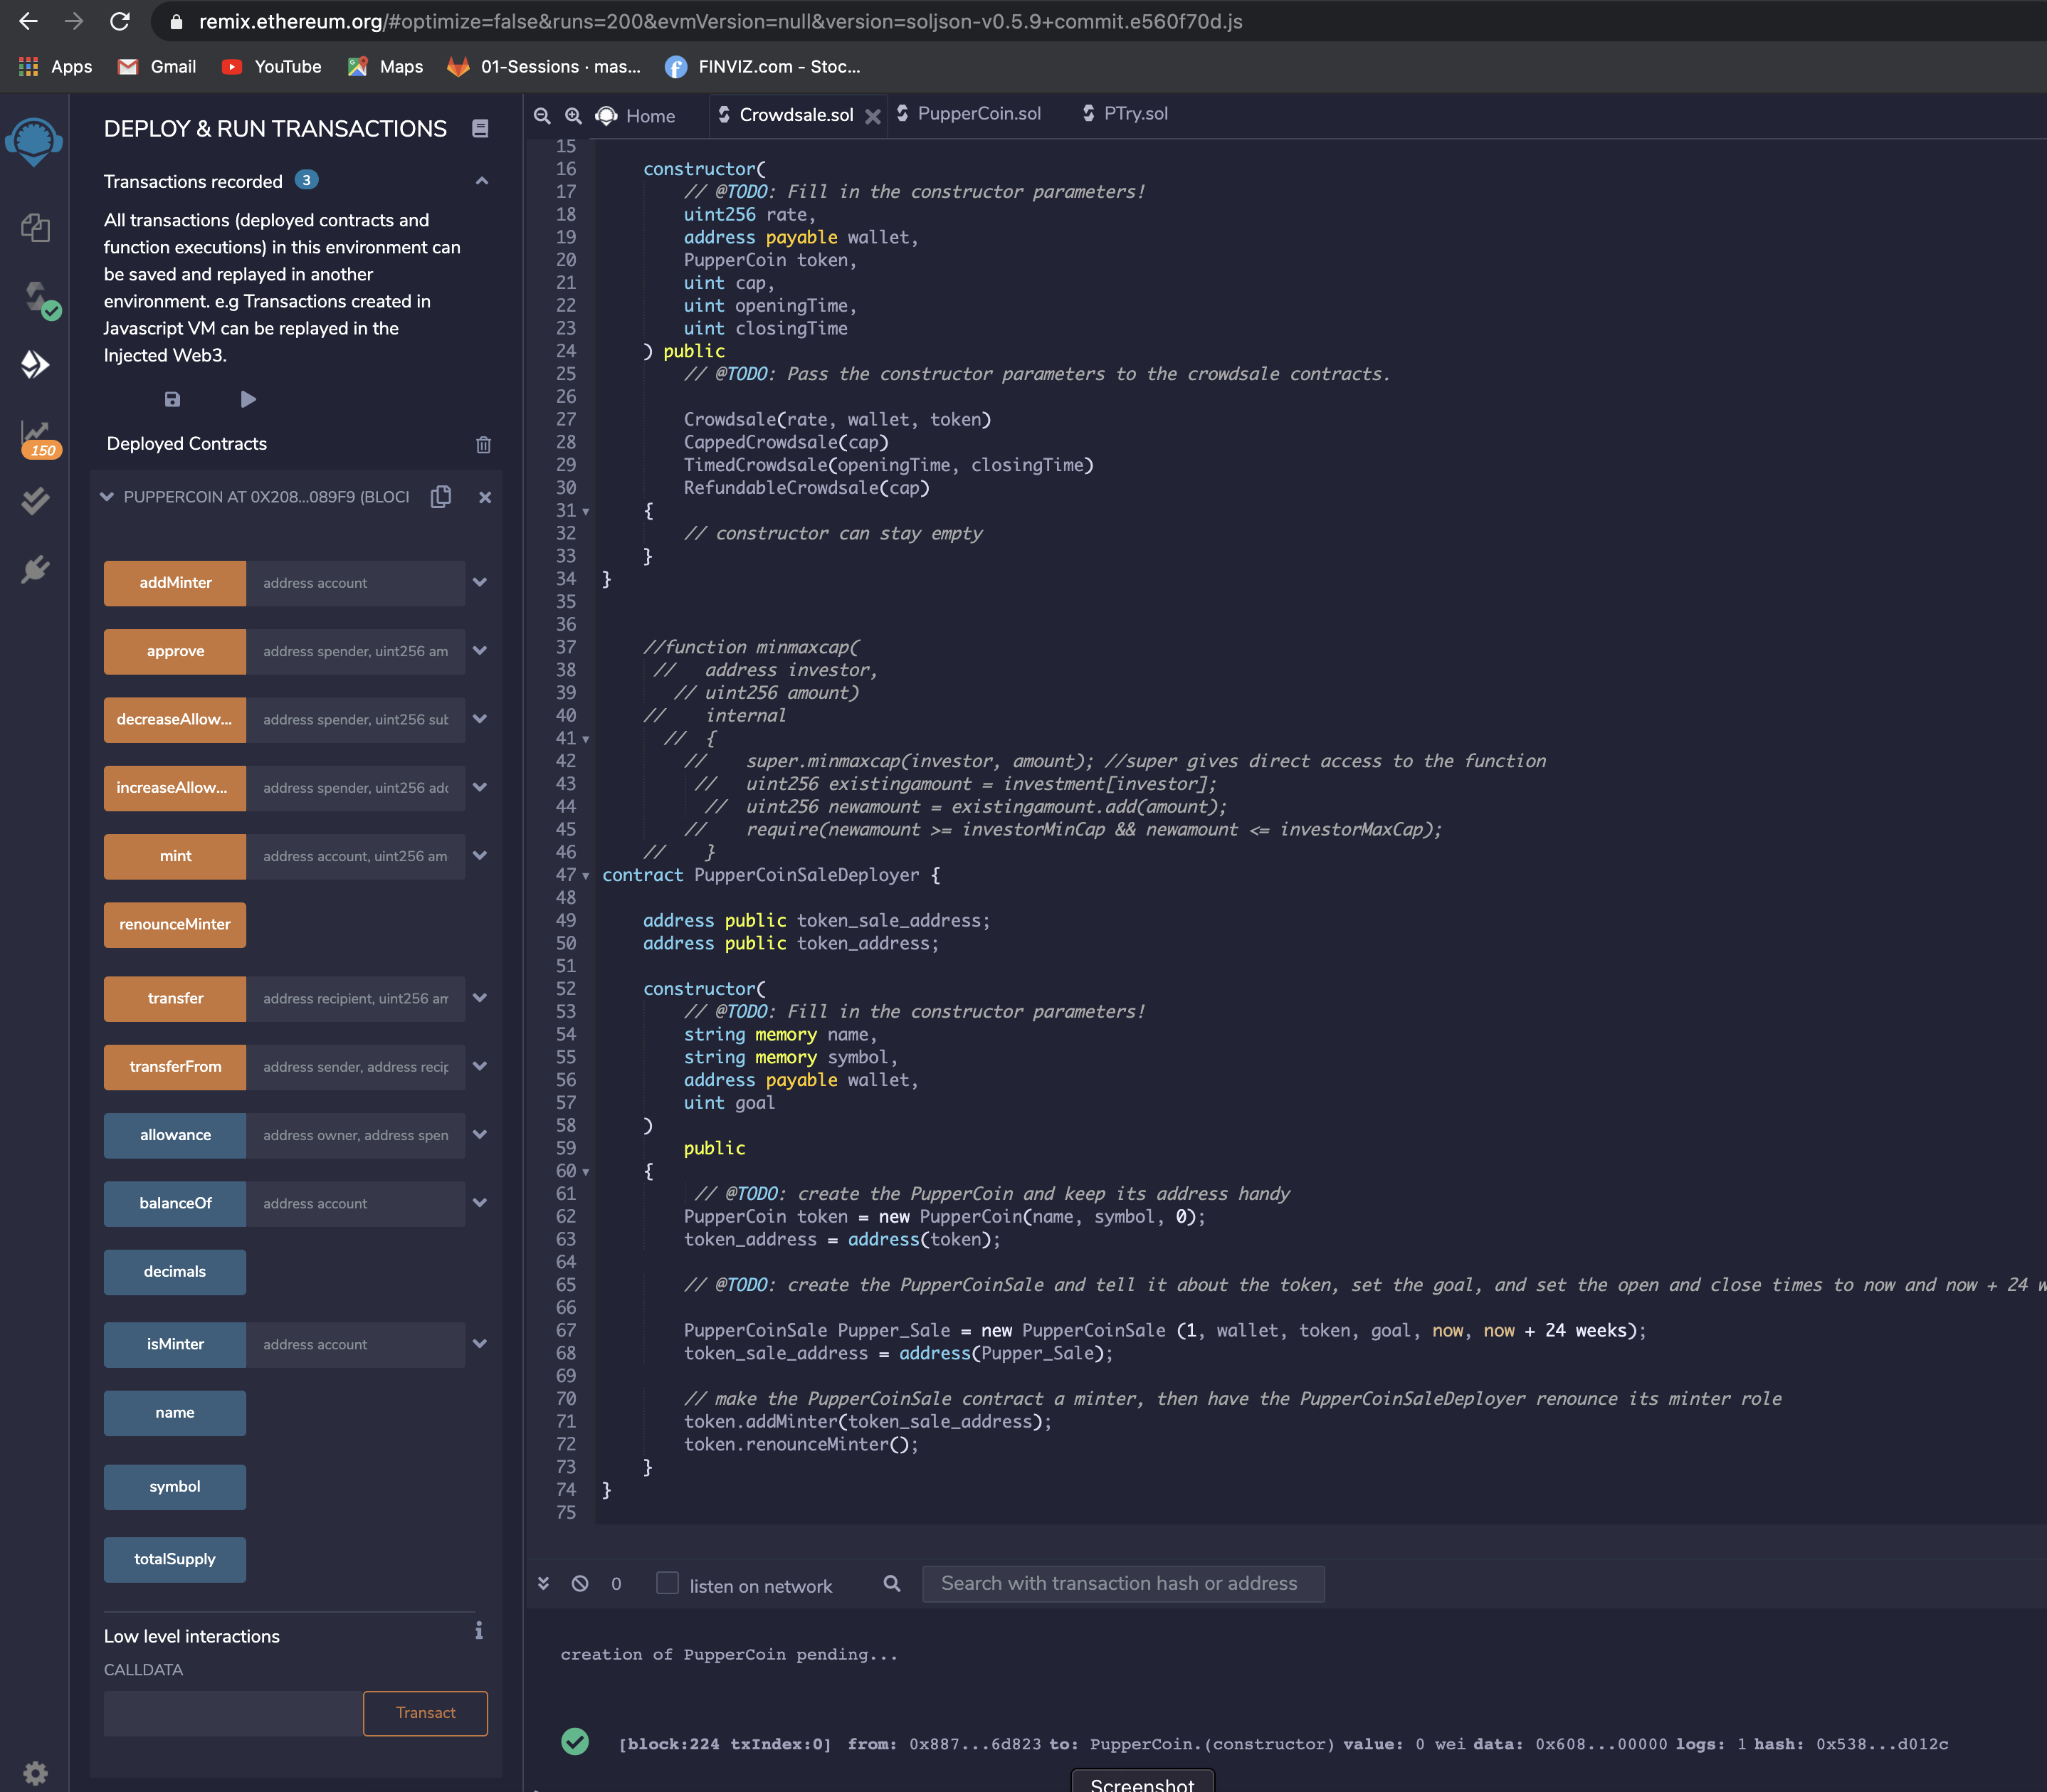 remix.ethereum.org/#optimize=false&runs=200&evmVersion=null&version=soljson-v0.5.9+commit.e560f70d.js
Apps Gmail YouTube Maps 01-Sessions · mas... FINVIZ.com - Stoc...
DEPLOY & RUN TRANSACTIONS
Transactions recorded 3
All transactions (deployed contracts and
function executions) in this environment can
be saved and replayed in another
environment. e.g Transactions created in
Javascript VM can be replayed in the
Injected Web3.
150
Deployed Contracts
PUPPERCOIN AT 0X208...089F9 (BLOCI
addMinter address account
approve address spender, uint256 am
decreaseAllow... address spender, uint256 sub
increaseAllow... address spender, uint256 add
mint address account, uint256 am
renounceMinter
transfer address recipient, uint256 am
transferFrom address sender, address recip
allowance address owner, address spen
balanceOf address account
decimals
isMinter address account
name
symbol
totalSupply
Low level interactions
CALLDATA
Transact
Home Crowdsale.sol PupperCoin.sol PTry.sol
15
16 constructor(
17 // @TODO: Fill in the constructor parameters!
18 uint256 rate,
19 address payable wallet,
20 PupperCoin token,
21 uint cap,
22 uint openingTime,
23 uint closingTime
24 ) public
25 // @TODO: Pass the constructor parameters to the crowdsale contracts.
26
27 Crowdsale(rate, wallet, token)
28 CappedCrowdsale(cap)
29 TimedCrowdsale(openingTime, closingTime)
30 RefundableCrowdsale(cap)
31 {
32 // constructor can stay empty
33 }
34 }
35
36
37 //function minmaxcap(
38 // address investor,
39 // uint256 amount)
40 // internal
41 // {
42 // super.minmaxcap(investor, amount); //super gives direct access to the function
43 // uint256 existingamount = investment[investor];
44 // uint256 newamount = existingamount.add(amount);
45 // require(newamount >= investorMinCap && newamount <= investorMaxCap);
46 // }
47 contract PupperCoinSaleDeployer {
48
49 address public token_sale_address;
50 address public token_address;
51
52 constructor(
53 // @TODO: Fill in the constructor parameters!
54 string memory name,
55 string memory symbol,
56 address payable wallet,
57 uint goal
58 )
59 public
60 {
61 // @TODO: create the PupperCoin and keep its address handy
62 PupperCoin token = new PupperCoin(name, symbol, 0);
63 token_address = address(token);
64
65 // @TODO: create the PupperCoinSale and tell it about the token, set the goal, and set the open and close times to now and now + 24 w
66
67 PupperCoinSale Pupper_Sale = new PupperCoinSale (1, wallet, token, goal, now, now + 24 weeks);
68 token_sale_address = address(Pupper_Sale);
69
70 // make the PupperCoinSale contract a minter, then have the PupperCoinSaleDeployer renounce its minter role
71 token.addMinter(token_sale_address);
72 token.renounceMinter();
73 }
74 }
75
0 listen on network Search with transaction hash or address
creation of PupperCoin pending...
[block:224 txIndex:0] from: 0x887...6d823 to: PupperCoin.(constructor) value: 0 wei data: 0x608...00000 logs: 1 hash: 0x538...d012c
Screenshot